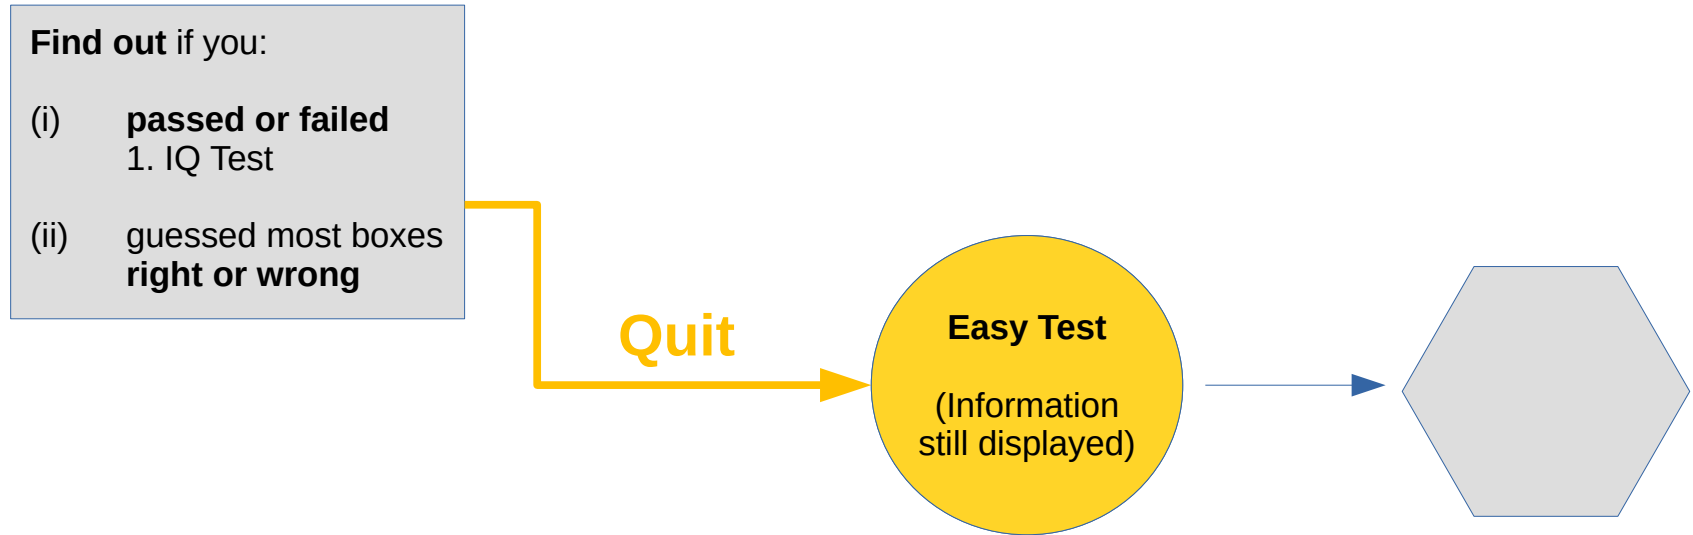 Find out if you:
(i) passed or failed
1. IQ Test
(ii) guessed most boxes
right or wrong
Quit
Easy Test
(Information
still displayed)